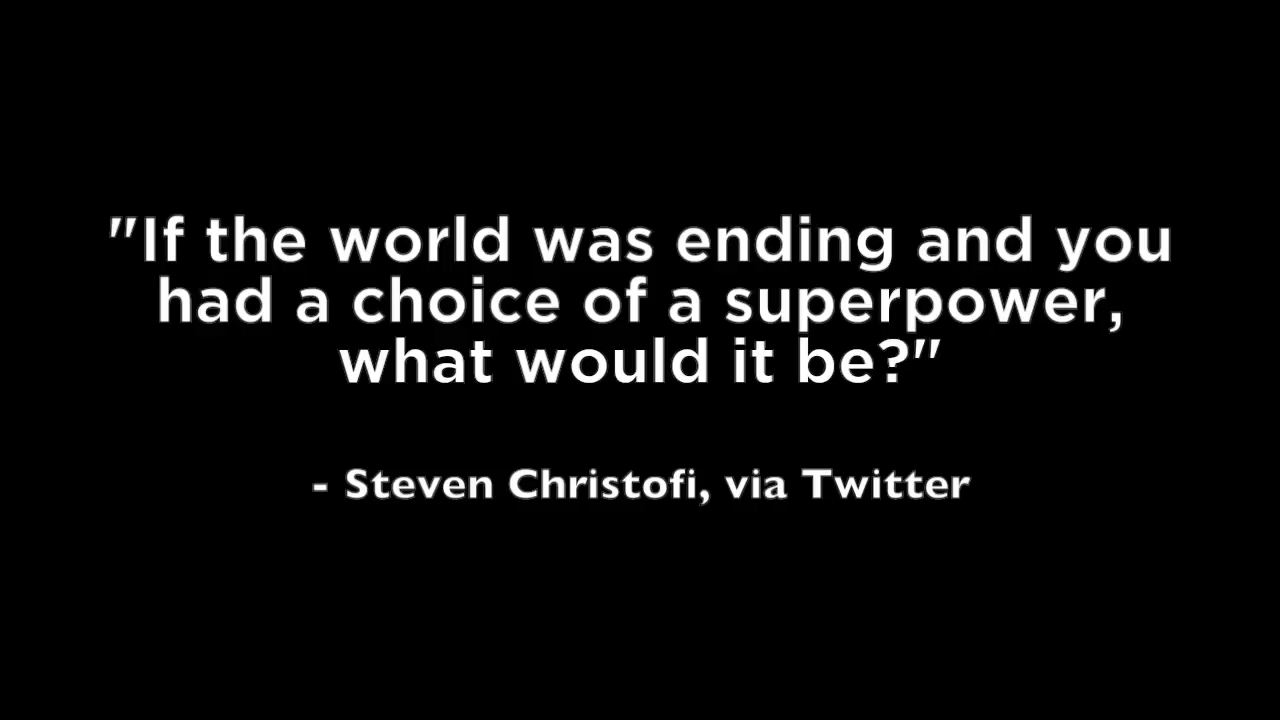 "If the world was ending and you
had a choice of a superpower,
what would it be?"
- Steven Christofi, via Twitter